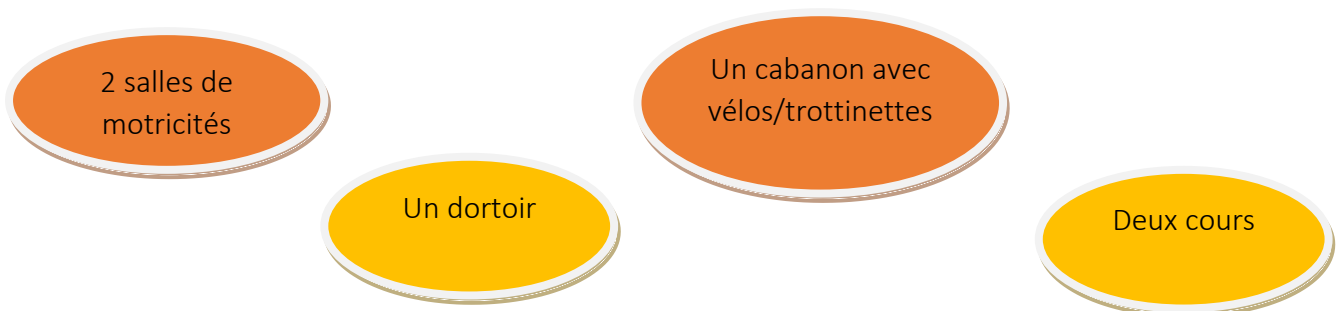 2 salles de
motricités
Un dortoir
Un cabanon avec
vélos/trottinettes
Deux cours